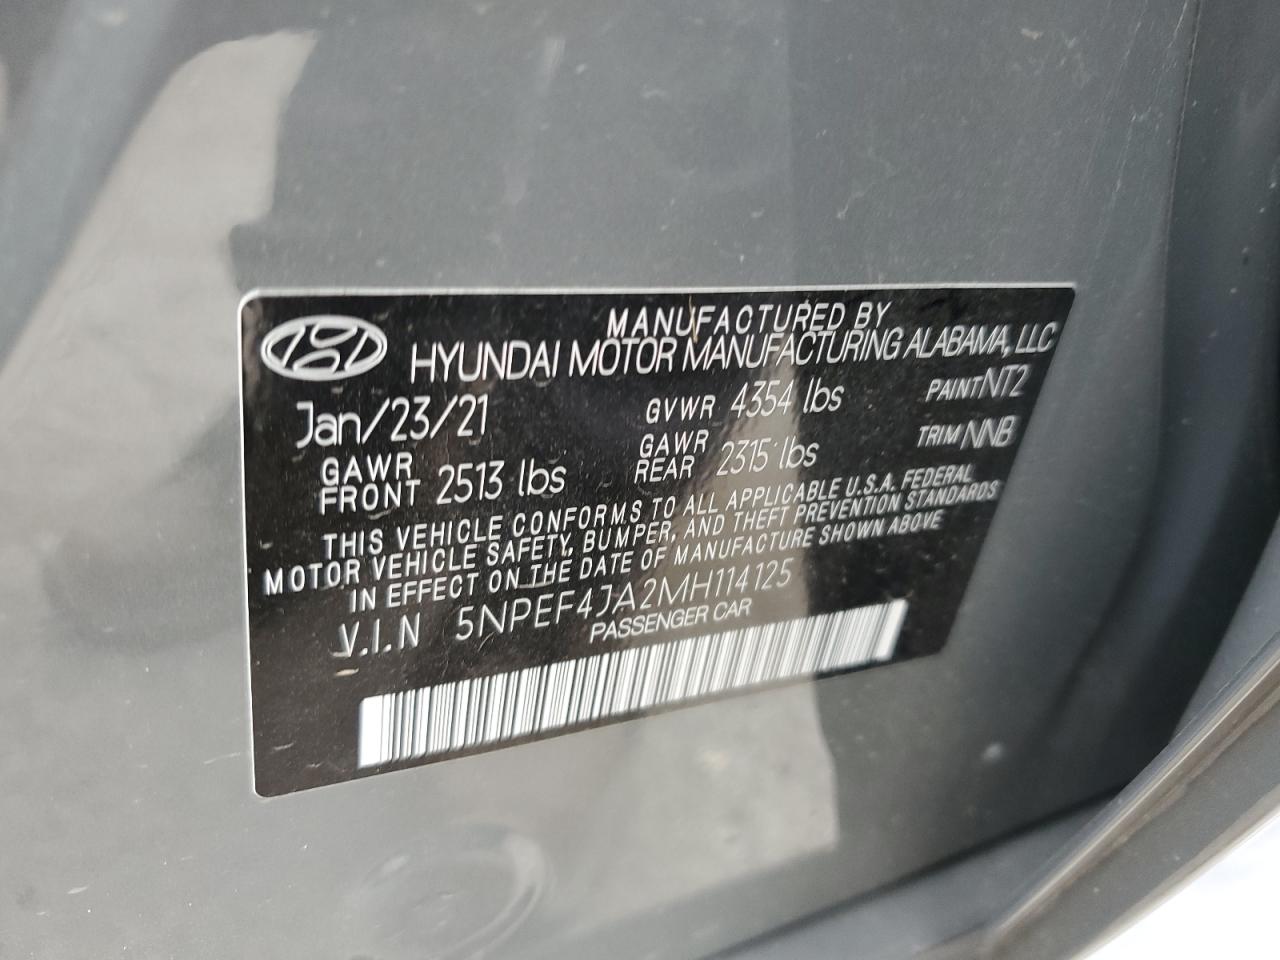 MANUFACTURED BY
HYUNDAI MOTOR MANUFACTURING ALABAMA, LLC
Jan/23/21 GVWR 4354 lbs PAINT NT2
GAWR FRONT 2513 lbs GAWR REAR 2315 lbs TRIM NNB
THIS VEHICLE CONFORMS TO ALL APPLICABLE U.S.A. FEDERAL
MOTOR VEHICLE SAFETY, BUMPER, AND THEFT PREVENTION STANDARDS
IN EFFECT ON THE DATE OF MANUFACTURE SHOWN ABOVE
V.I.N 5NPEF4JA2MH114125
PASSENGER CAR